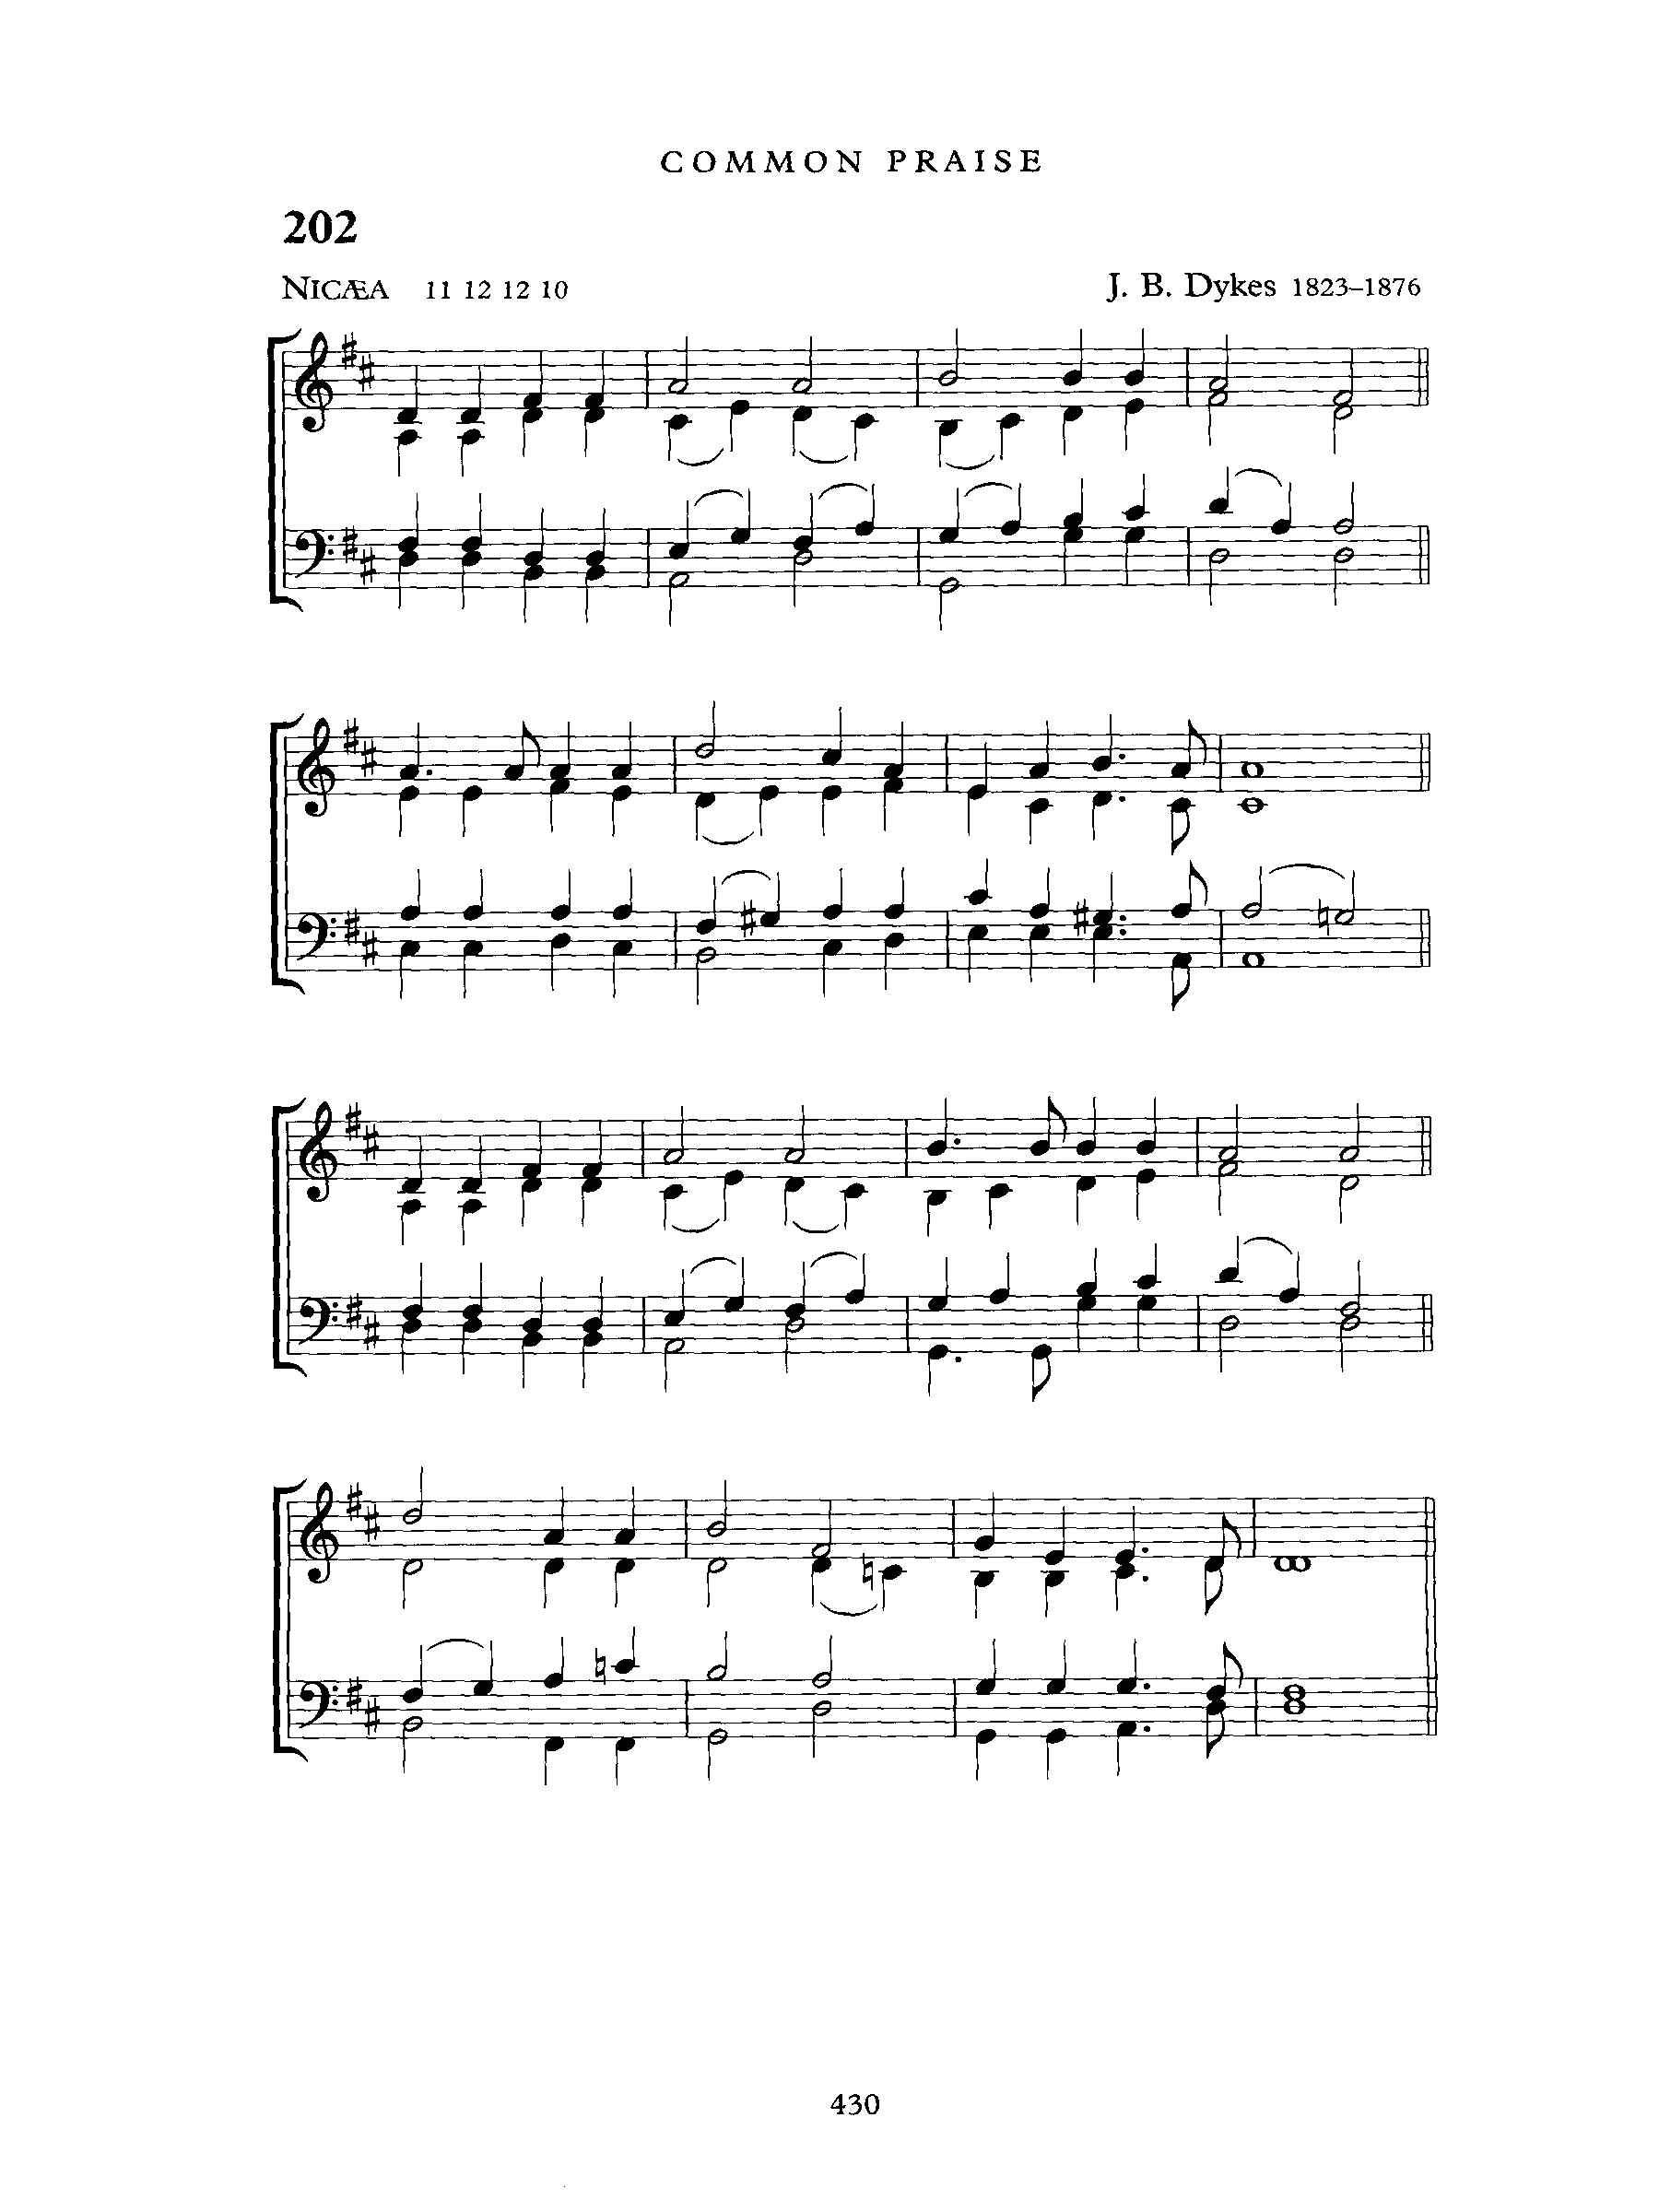 COMMON PRAISE
202
NICÆA 11 12 12 10
J. B. Dykes 1823–1876
430